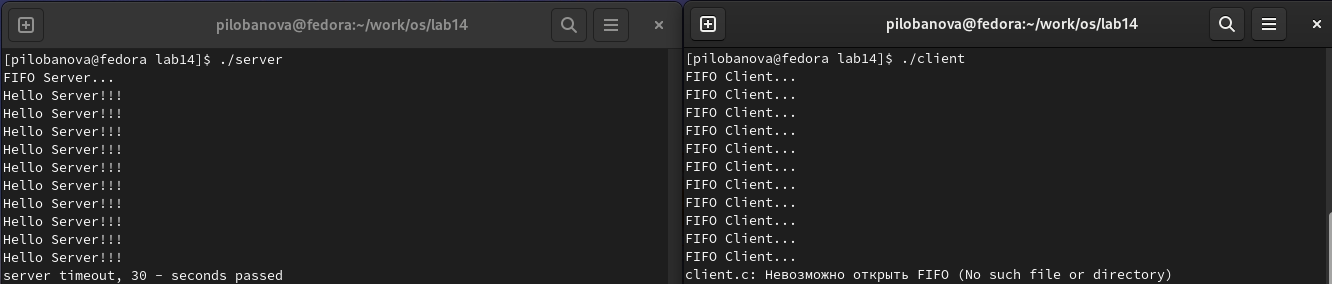 pilobanova@fedora:~/work/os/lab14
[pilobanova@fedora lab14]$ ./server
FIFO Server...
Hello Server!!!
Hello Server!!!
Hello Server!!!
Hello Server!!!
Hello Server!!!
Hello Server!!!
Hello Server!!!
Hello Server!!!
Hello Server!!!
Hello Server!!!
server timeout, 30 - seconds passed
pilobanova@fedora:~/work/os/lab14
[pilobanova@fedora lab14]$ ./client
FIFO Client...
FIFO Client...
FIFO Client...
FIFO Client...
FIFO Client...
FIFO Client...
FIFO Client...
FIFO Client...
FIFO Client...
FIFO Client...
FIFO Client...
client.c: Невозможно открыть FIFO (No such file or directory)